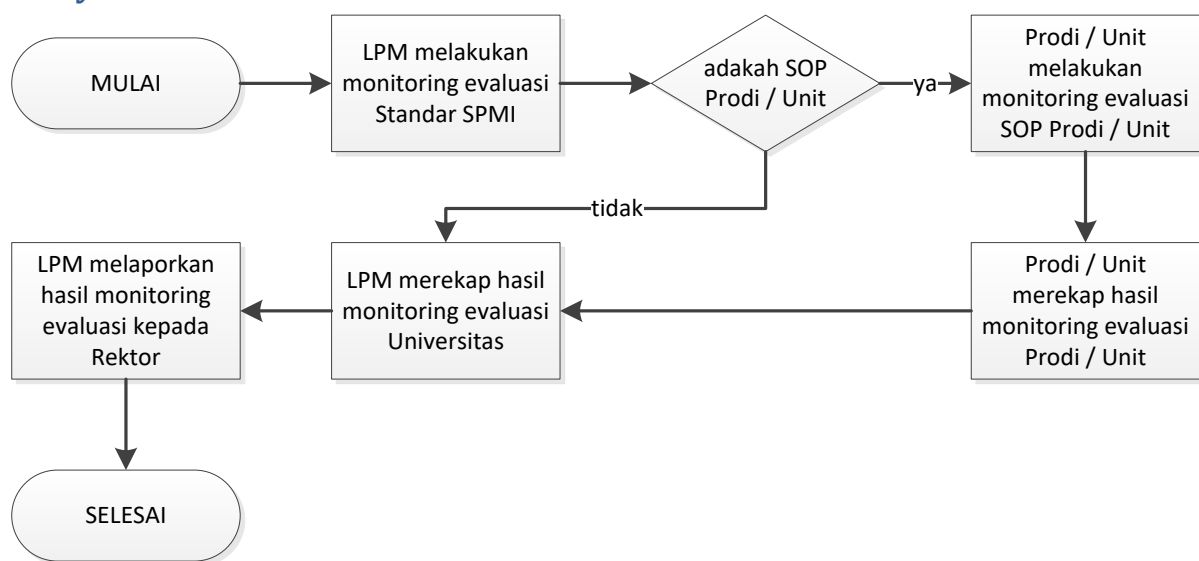 MULAI
LPM melakukan
monitoring evaluasi
Standar SPMI
adakah SOP
Prodi / Unit
ya
Prodi / Unit
melakukan
monitoring evaluasi
SOP Prodi / Unit
tidak
LPM melaporkan
hasil monitoring
evaluasi kepada
Rektor
LPM merekap hasil
monitoring evaluasi
Universitas
Prodi / Unit
merekap hasil
monitoring evaluasi
Prodi / Unit
SELESAI